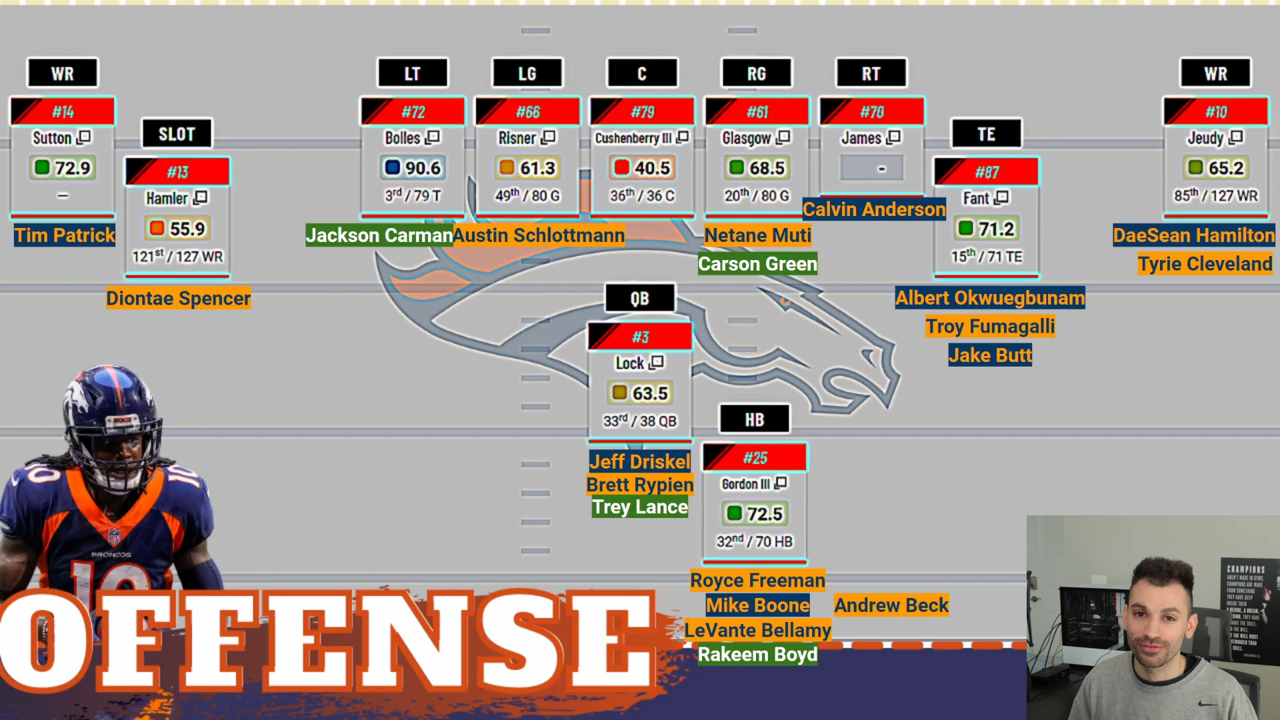 WR
#14
Sutton
72.9
–
Tim Patrick
SLOT
#13
Hamler
55.9
121st / 127 WR
Diontae Spencer
LT
#72
Bolles
90.6
3rd / 79 T
Jackson Carman
LG
#66
Risner
61.3
49th / 80 G
Austin Schlottmann
C
#79
Cushenberry III
40.5
36th / 36 C
RG
#61
Glasgow
68.5
20th / 80 G
Netane Muti
Carson Green
RT
#70
James
-
Calvin Anderson
TE
#87
Fant
71.2
15th / 71 TE
Albert Okwuegbunam
Troy Fumagalli
Jake Butt
WR
#10
Jeudy
65.2
85th / 127 WR
DaeSean Hamilton
Tyrie Cleveland
QB
#3
Lock
63.5
33rd / 38 QB
Jeff Driskel
Brett Rypien
Trey Lance
HB
#25
Gordon III
72.5
32nd / 70 HB
Royce Freeman
Mike Boone
Andrew Beck
LeVante Bellamy
Rakeem Boyd
10
10
BRONCOS
10
OFFENSE
CHAMPIONS